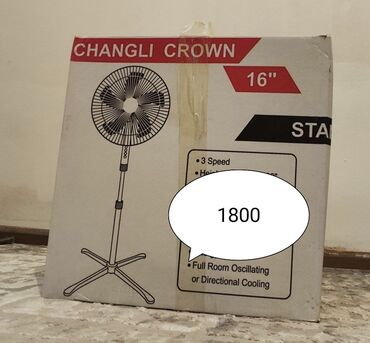 CHANGLI CROWN
16"
STA
• 3 Speed
1800
• Full Room Oscillating
or Directional Cooling